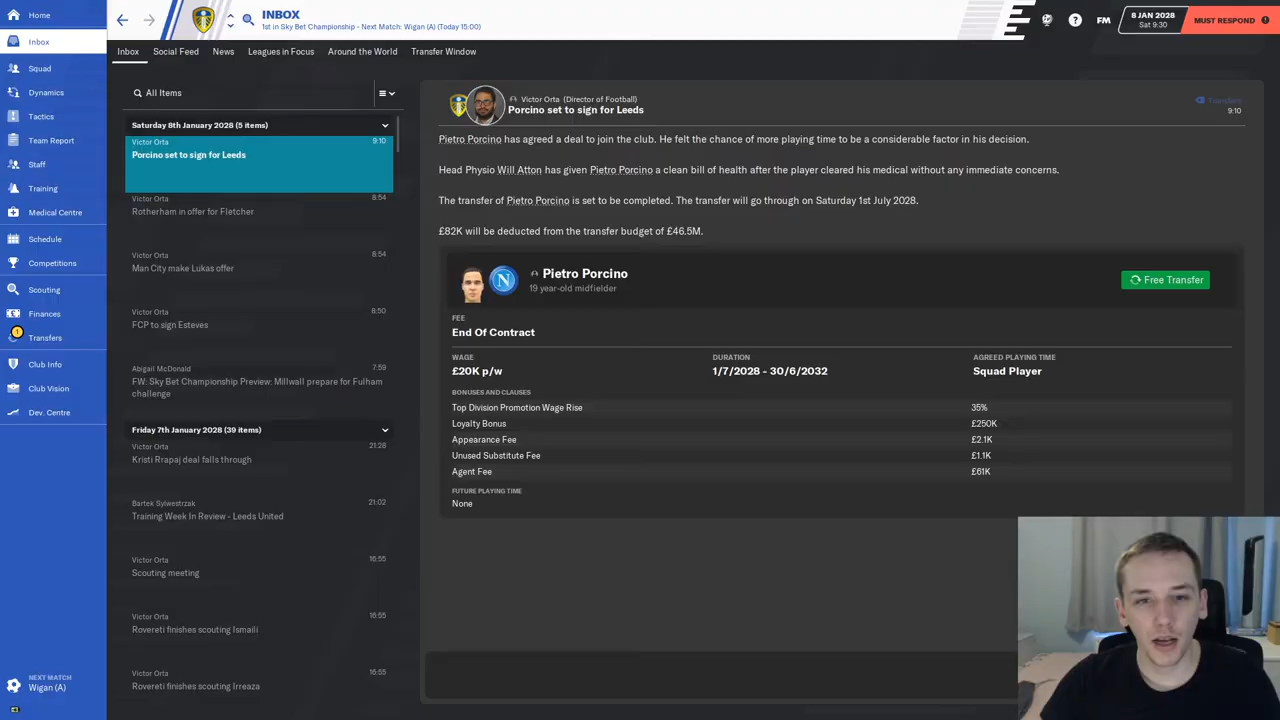 Home
Inbox
Squad
Dynamics
Tactics
Team Report
Staff
Training
Medical Centre
Schedule
Competitions
Scouting
Finances
1
Transfers
Club Info
Club Vision
Dev. Centre
NEXT MATCH
Wigan (A)
INBOX
1st in Sky Bet Championship - Next Match: Wigan (A) (Today 15:00)
?
FM
8 JAN 2028
Sat 9:30
MUST RESPOND
Inbox
Social Feed
News
Leagues in Focus
Around the World
Transfer Window
All Items
Saturday 8th January 2028 (5 items)
Victor Orta
9:10
Porcino set to sign for Leeds
Victor Orta
8:54
Rotherham in offer for Fletcher
Victor Orta
8:54
Man City make Lukas offer
Victor Orta
8:50
FCP to sign Esteves
Abigail McDonald
7:59
FW: Sky Bet Championship Preview: Millwall prepare for Fulham
challenge
Friday 7th January 2028 (39 items)
Victor Orta
21:28
Kristi Rrapaj deal falls through
Bartek Sylwestrzak
21:02
Training Week In Review - Leeds United
Victor Orta
16:55
Scouting meeting
Victor Orta
16:55
Rovereti finishes scouting Ismaili
Victor Orta
16:55
Rovereti finishes scouting Irreaza
Victor Orta (Director of Football)
Porcino set to sign for Leeds
Transfers
9:10
Pietro Porcino has agreed a deal to join the club. He felt the chance of more playing time to be a considerable factor in his decision.
Head Physio Will Atton has given Pietro Porcino a clean bill of health after the player cleared his medical without any immediate concerns.
The transfer of Pietro Porcino is set to be completed. The transfer will go through on Saturday 1st July 2028.
£82K will be deducted from the transfer budget of £46.5M.
N
Pietro Porcino
19 year-old midfielder
Free Transfer
FEE
End Of Contract
WAGE
£20K p/w
DURATION
1/7/2028 - 30/6/2032
AGREED PLAYING TIME
Squad Player
BONUSES AND CLAUSES
Top Division Promotion Wage Rise
35%
Loyalty Bonus
£250K
Appearance Fee
£2.1K
Unused Substitute Fee
£1.1K
Agent Fee
£61K
FUTURE PLAYING TIME
None